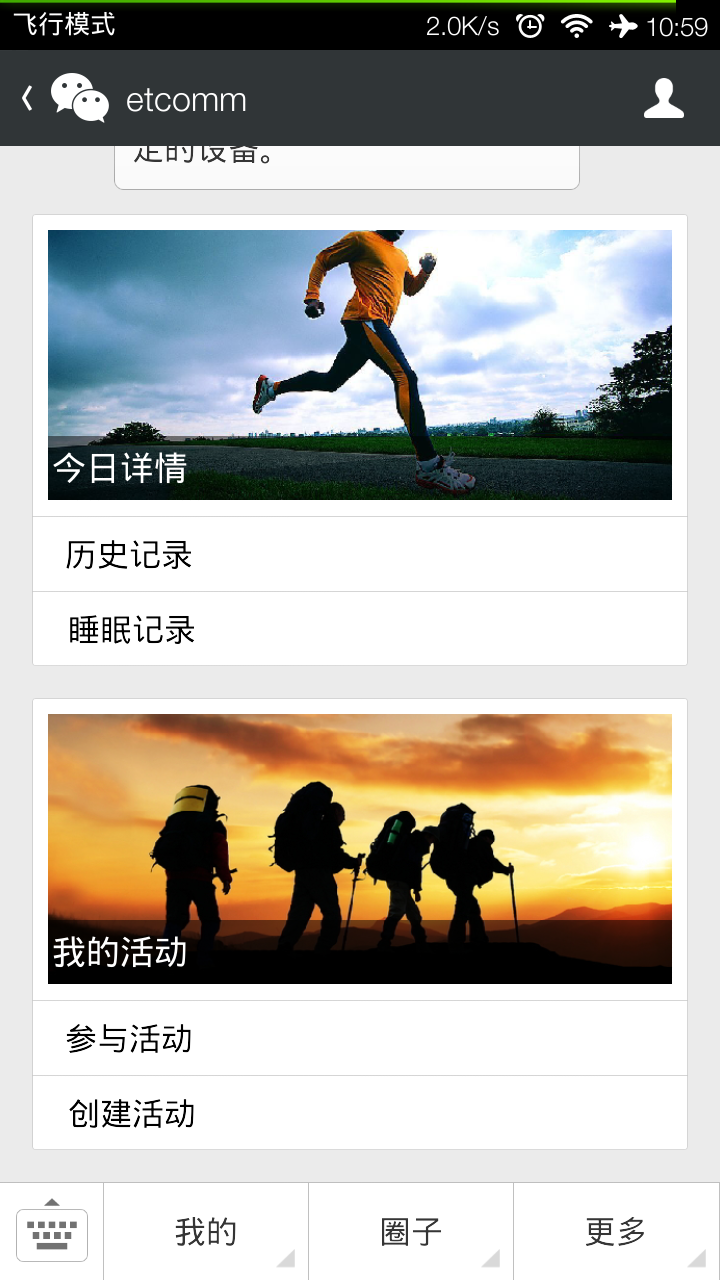 飞行模式 2.0K/s 10:59
etcomm
定的设备。
今日详情
历史记录
睡眠记录
我的活动
参与活动
创建活动
我的 圈子 更多